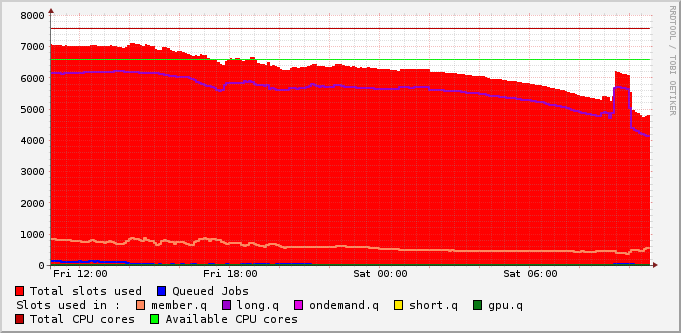 RRDTOOL / TOBI OETIKER
8000
7000
6000
5000
4000
3000
2000
1000
0
Fri 12:00 Fri 18:00 Sat 00:00 Sat 06:00
Total slots used Queued Jobs
Slots used in : member.q long.q ondemand.q short.q gpu.q
Total CPU cores Available CPU cores